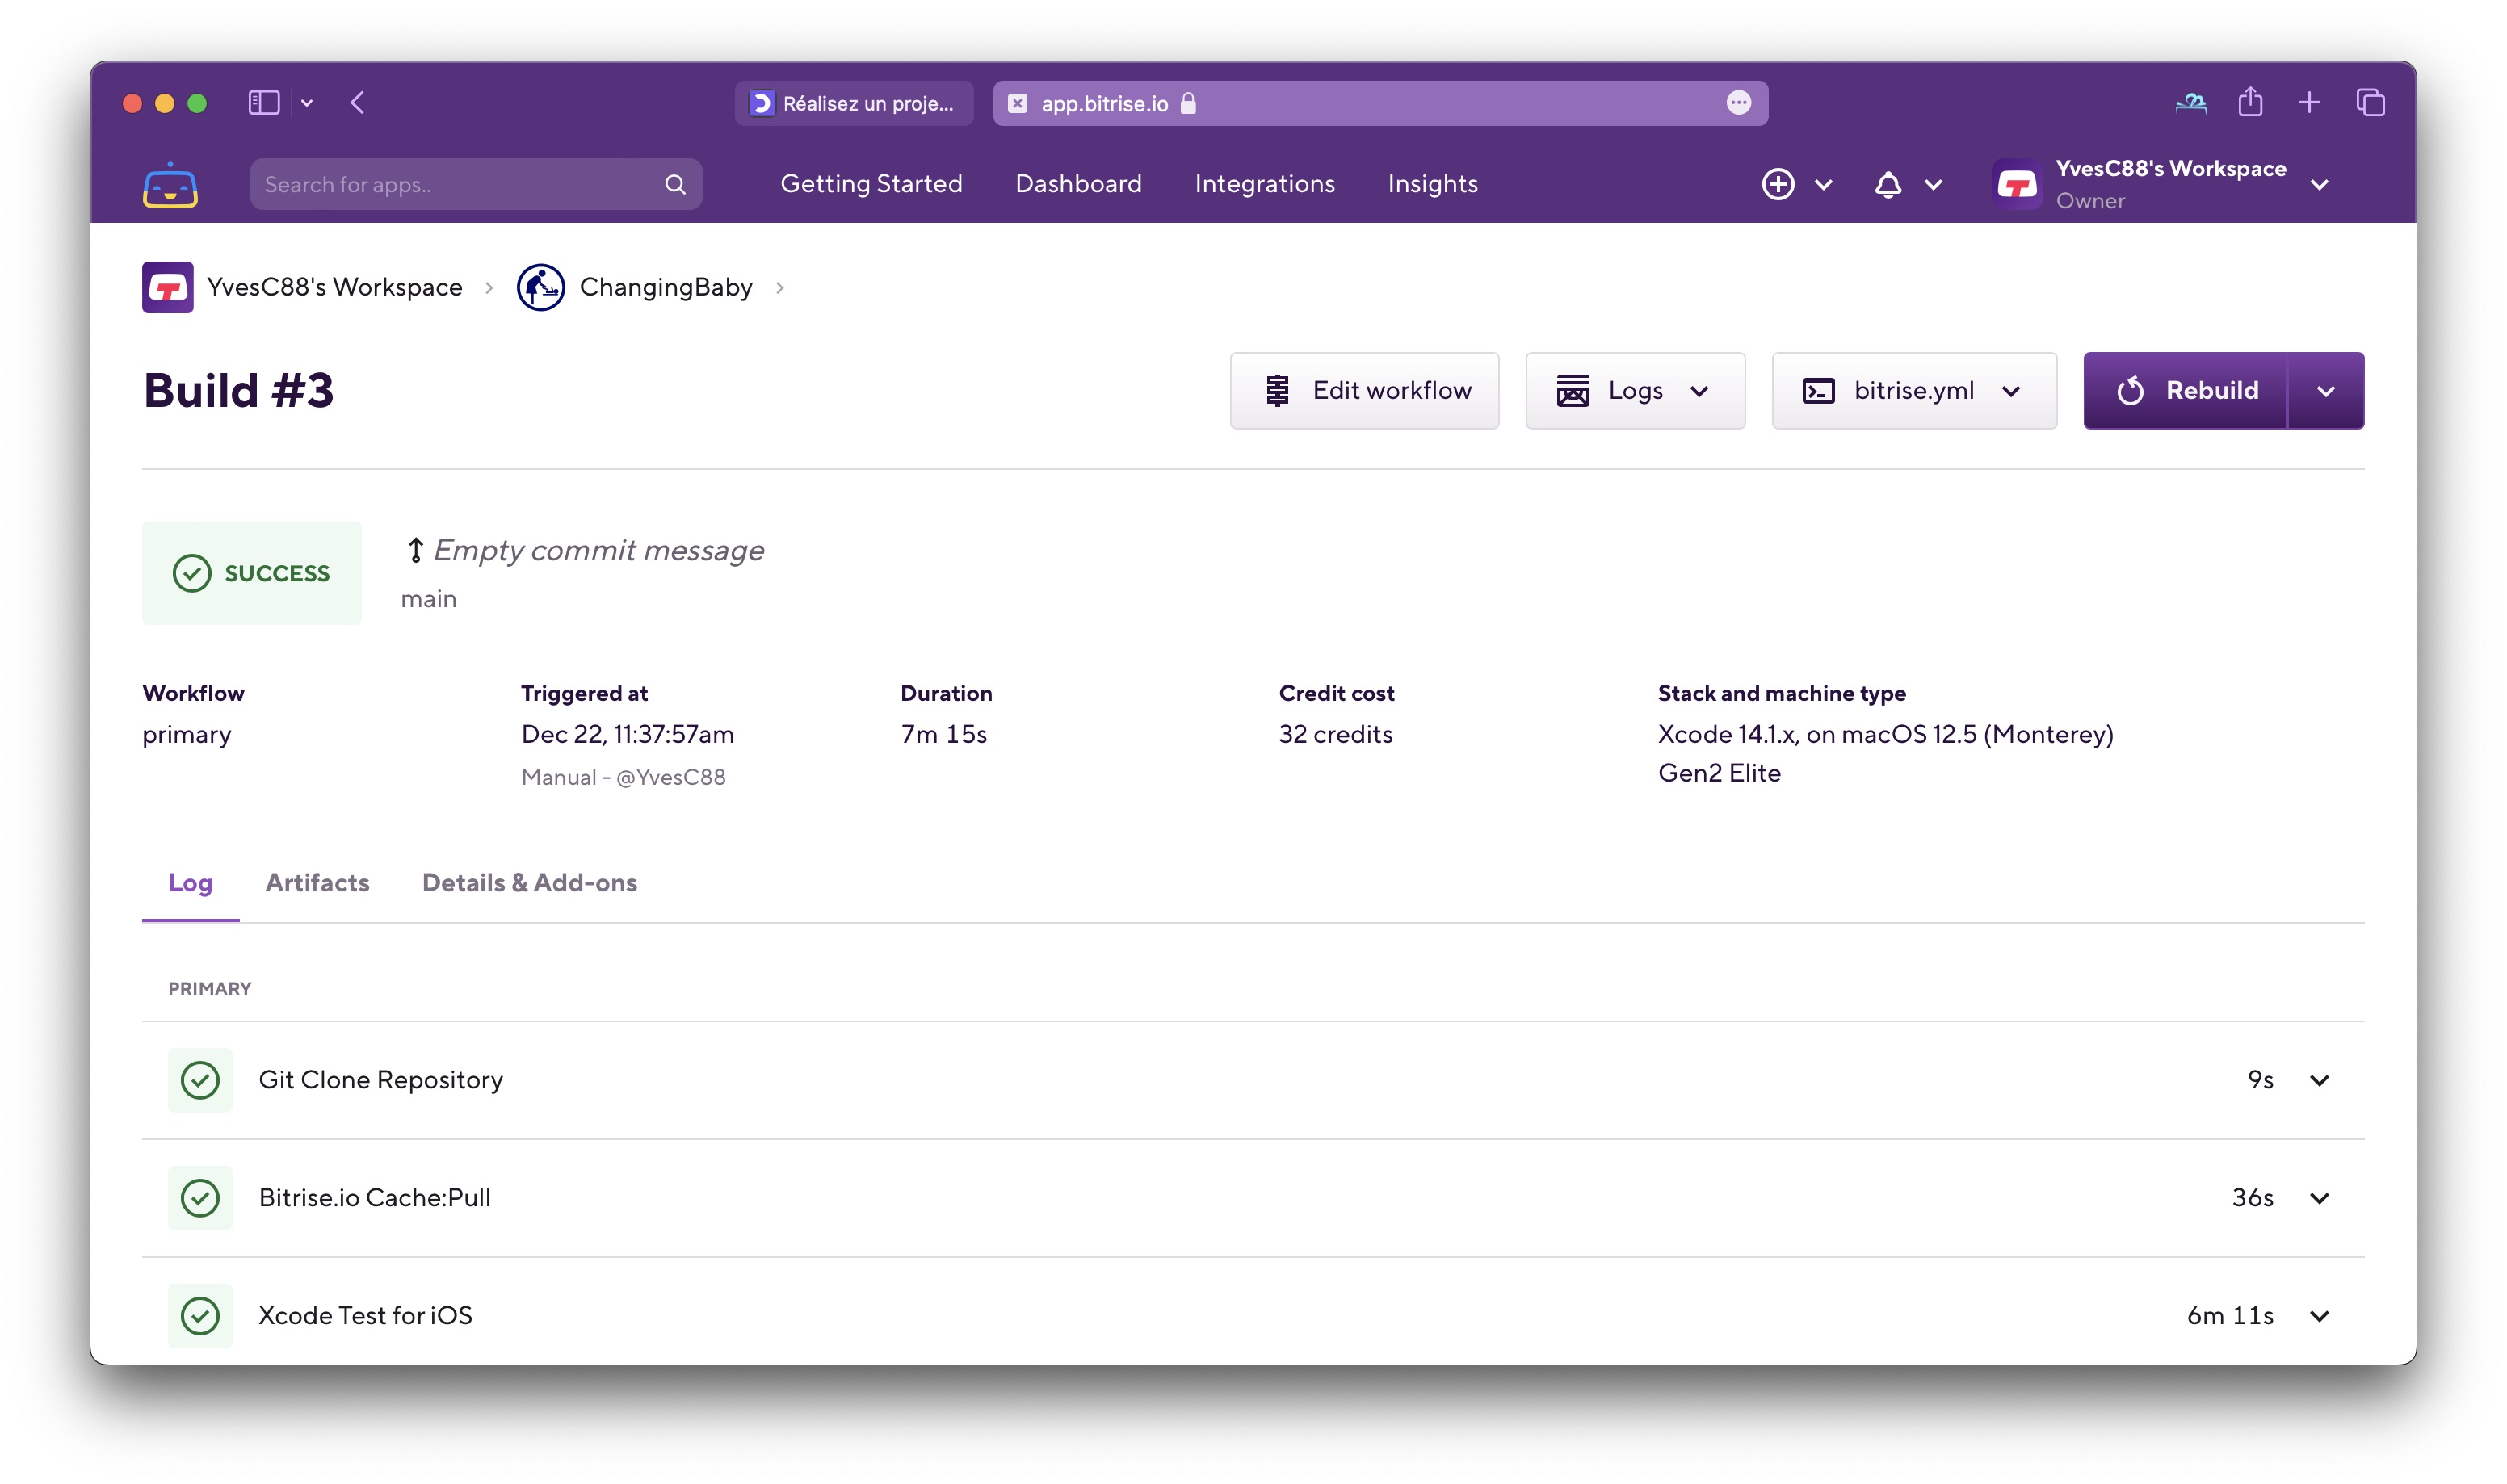 Réalisez un proje...
app.bitrise.io
Search for apps..
Getting Started
Dashboard
Integrations
Insights
YvesC88's Workspace
Owner
YvesC88's Workspace
ChangingBaby
Build #3
Edit workflow
Logs
bitrise.yml
Rebuild
SUCCESS
Empty commit message
main
Workflow
primary
Triggered at
Dec 22, 11:37:57am
Manual - @YvesC88
Duration
7m 15s
Credit cost
32 credits
Stack and machine type
Xcode 14.1.x, on macOS 12.5 (Monterey)
Gen2 Elite
Log
Artifacts
Details & Add-ons
PRIMARY
Git Clone Repository
9s
Bitrise.io Cache:Pull
36s
Xcode Test for iOS
6m 11s